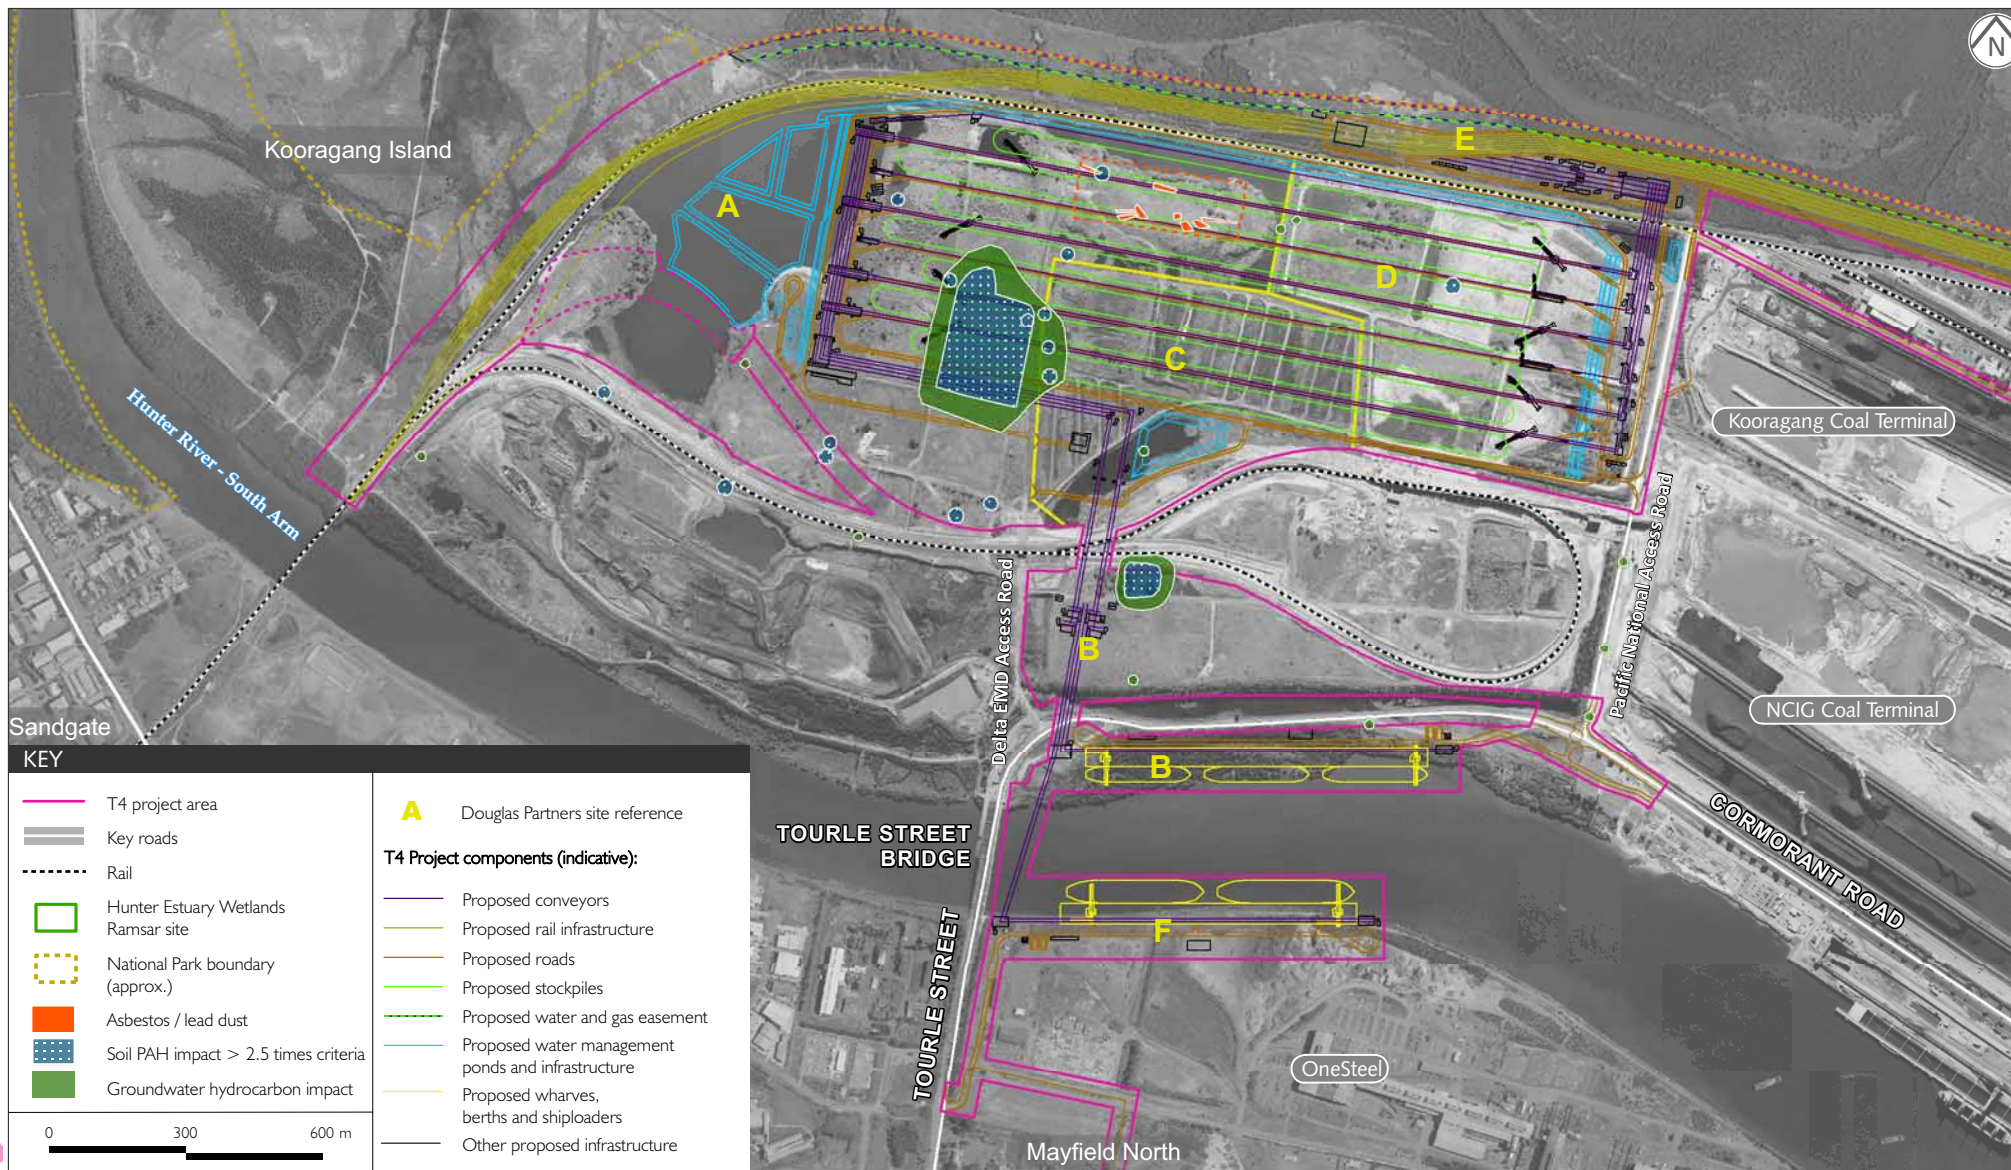 N
Kooragang Island
E
A
D
C
Kooragang Coal Terminal
Hunter River - South Arm
Pacific National Access Road
Delta EMD Access Road
B
NCIG Coal Terminal
Sandgate
B
CORMORANT ROAD
TOURLE STREET
BRIDGE
F
TOURLE STREET
OneSteel
Mayfield North
KEY
T4 project area
Key roads
Rail
Hunter Estuary Wetlands
Ramsar site
National Park boundary
(approx.)
Asbestos / lead dust
Soil PAH impact > 2.5 times criteria
Groundwater hydrocarbon impact
0 300 600 m
A Douglas Partners site reference
T4 Project components (indicative):
Proposed conveyors
Proposed rail infrastructure
Proposed roads
Proposed stockpiles
Proposed water and gas easement
Proposed water management
ponds and infrastructure
Proposed wharves,
berths and shiploaders
Other proposed infrastructure